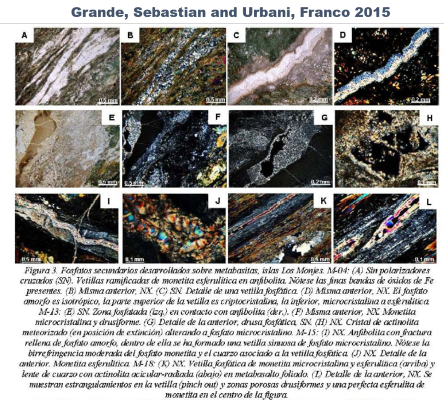 Grande, Sebastian and Urbani, Franco 2015
A
B
C
D
0.5 mm
0.5 mm
0.2 mm
0.2 mm
E
F
G
H
0.2 mm
I
J
K
L
0.5 mm
0.1 mm
0.5 mm
0.1 mm
Figura 3. Fosfatos secundarios desarrollados sobre metabasitas, islas Los Monjes. M-04: (A) Sin polarizadores
cruzados (SN). Vetillas ramificadas de monetita esferulítica en anfibolita. Nótese las finas bandas de óxidos de Fe
presentes. (B) Misma anterior, NX. (C) SN. Detalle de una vetilla fosfática. (D) Misma anterior, NX. El fosfato
amorfo es isotrópico, la parte superior de la vetilla es criptocristalina, la inferior, microcristalina a esferulítica.
M-13: (E) SN. Zona fosfatada (izq.) en contacto con anfibolita (der.). (F) Misma anterior, NX. Monetita
microcristalina y drusiforme. (G) Detalle de la anterior, drusa fosfática, SN. (H) NX. Cristal de actinolita
meteorizado (en posición de extinción) alterando a fosfato microcristalino. M-15: (I) NX. Anfibolita con fractura
rellena de fosfato amorfo, dentro de ella se ha formado una vetilla sinuosa de fosfato microcristalino. Nótese la
birrefringencia moderada del fosfato monetita y el cuarzo asociado a la vetilla fosfática. (J) NX. Detalle de la
anterior. Monetita esferulítica. M-18: (K) NX. Vetilla fosfática de monetita microcristalina y esferulítica (arriba) y
lente de cuarzo con actinolita acicular-radiada (abajo) en metabasalto foliado. (L) NX. Detalle de la anterior, NX. Se
muestran estrangulamientos en la vetilla (pinch out) y zonas porosas drusiformes y una perfecta esferulita de
monetita en el centro de la figura.